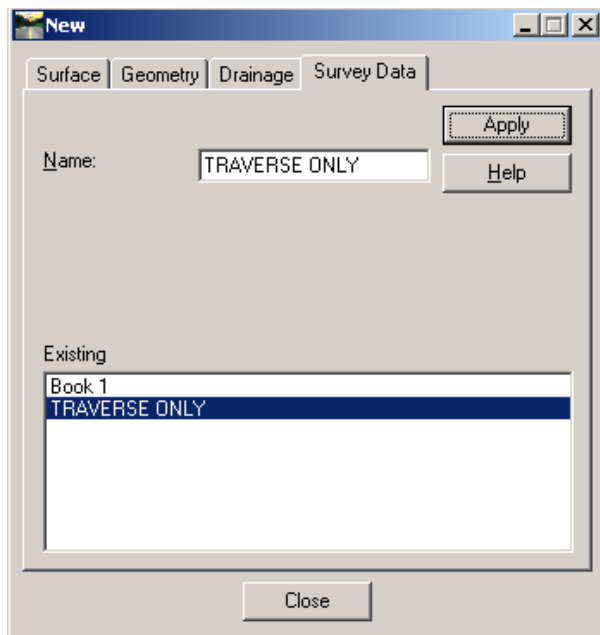 New
Surface Geometry Drainage Survey Data
Apply
Name: TRAVERSE ONLY
Help
Existing
Book 1
TRAVERSE ONLY
Close